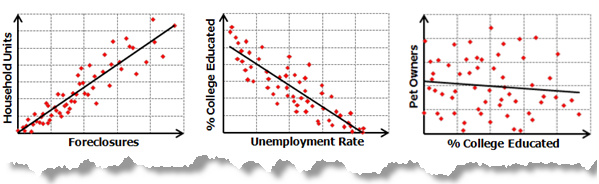 Household Units
Foreclosures
% College Educated
Unemployment Rate
Pet Owners
% College Educated